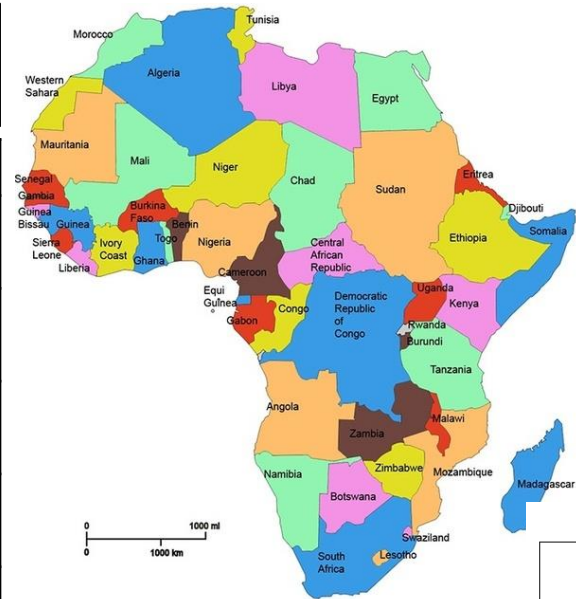 Tunisia
Morocco
Algeria
Libya
Egypt
Western
Sahara
Mauritania
Mali
Niger
Chad
Sudan
Eritrea
Senegal
Gambia
Guinea
Bissau
Guinea
Sierra
Leone
Liberia
Ivory
Coast
Burkina
Faso
Ghana
Togo
Benin
Nigeria
Cameroon
Central
African
Republic
Djibouti
Somalia
Ethiopia
Equi
Guinea
Gabon
Congo
Democratic
Republic
of
Congo
Uganda
Kenya
Rwanda
Burundi
Tanzania
Angola
Zambia
Malawi
Mozambique
Zimbabwe
Namibia
Botswana
Madagascar
Swaziland
Lesotho
South
Africa
0 1000 ml
0 1000 km